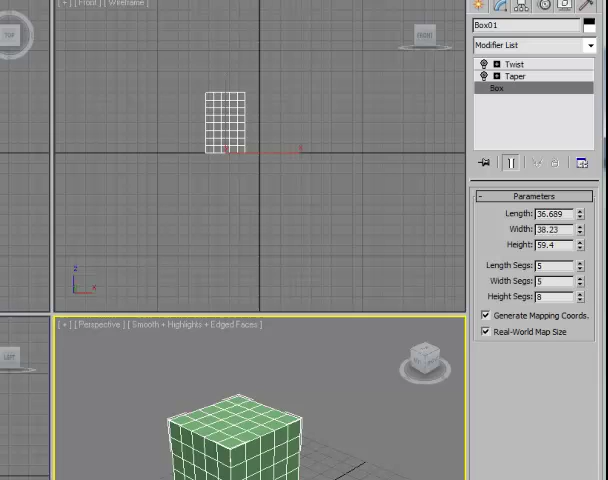 [ + ] [ Front ] [ Wireframe ]
TOP
FRONT
Box01
Modifier List
Twist
Taper
Box
Parameters
Length: 36.689
Width: 38.23
Height: 59.4
Length Segs: 5
Width Segs: 5
Height Segs: 8
Generate Mapping Coords.
Real-World Map Size
z
x
[ + ] [ Perspective ] [ Smooth + Highlights + Edged Faces ]
LEFT